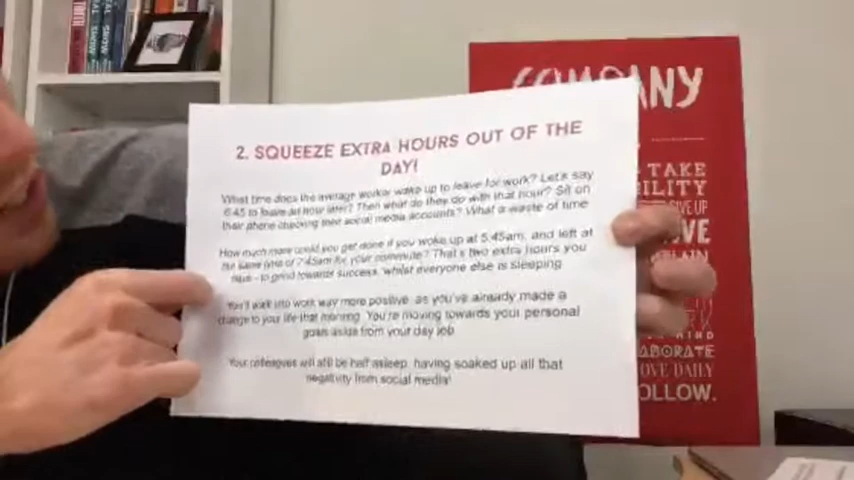 COMPANY
2. SQUEEZE EXTRA HOURS OUT OF THE
DAY!
What time does the average worker wake up to leave for work? Let's say
6:45 to leave an hour later? Then what do they do with that hour? Sit on
their phone checking their social media accounts? What a waste of time
How much more could you get done if you woke up at 5.45am, and left at
the same time of 7:45am for your commute? That's two extra hours you
have - to grind towards success, whilst everyone else is sleeping
You'll walk into work way more positive, as you've already made a
change to your life that morning. You're moving towards your personal
goals aside from your day job.
Your colleagues will still be half asleep, having soaked up all that
negativity from social media!
TAKE
ILITY
GIVE UP
IVE
ABORATE
OVE DAILY
OLLOW.